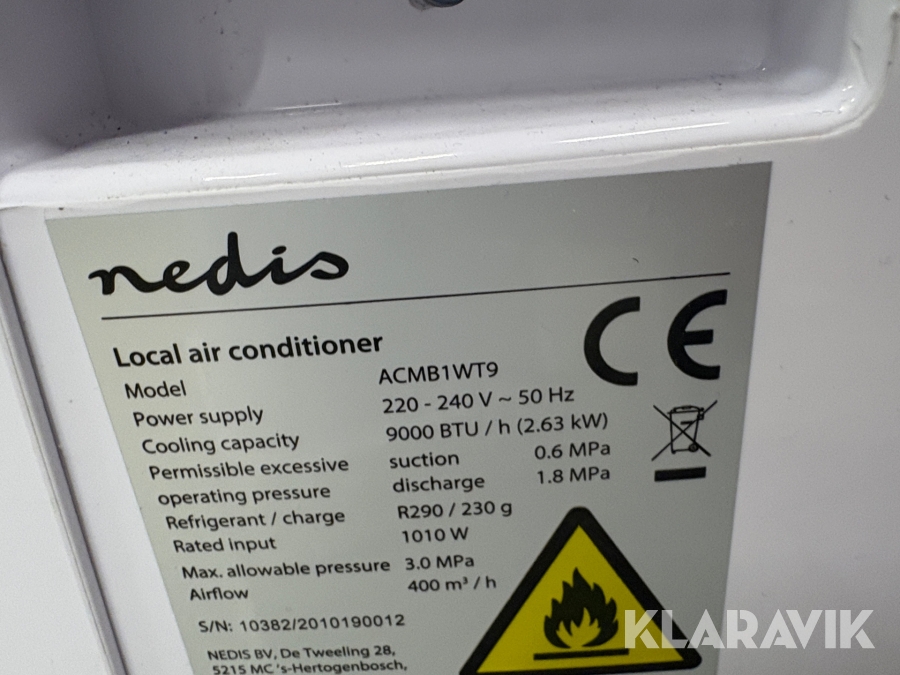 nedis
Local air conditioner
Model ACMB1WT9
Power supply 220 - 240 V ~ 50 Hz
Cooling capacity 9000 BTU / h (2.63 kW)
Permissible excessive suction 0.6 MPa
operating pressure discharge 1.8 MPa
Refrigerant / charge R290 / 230 g
Rated input 1010 W
Max. allowable pressure 3.0 MPa
Airflow 400 m³ / h
S/N: 10382/2010190012
NEDIS BV, De Tweeling 28,
5215 MC 's-Hertogenbosch,
CE
KLARAVIK